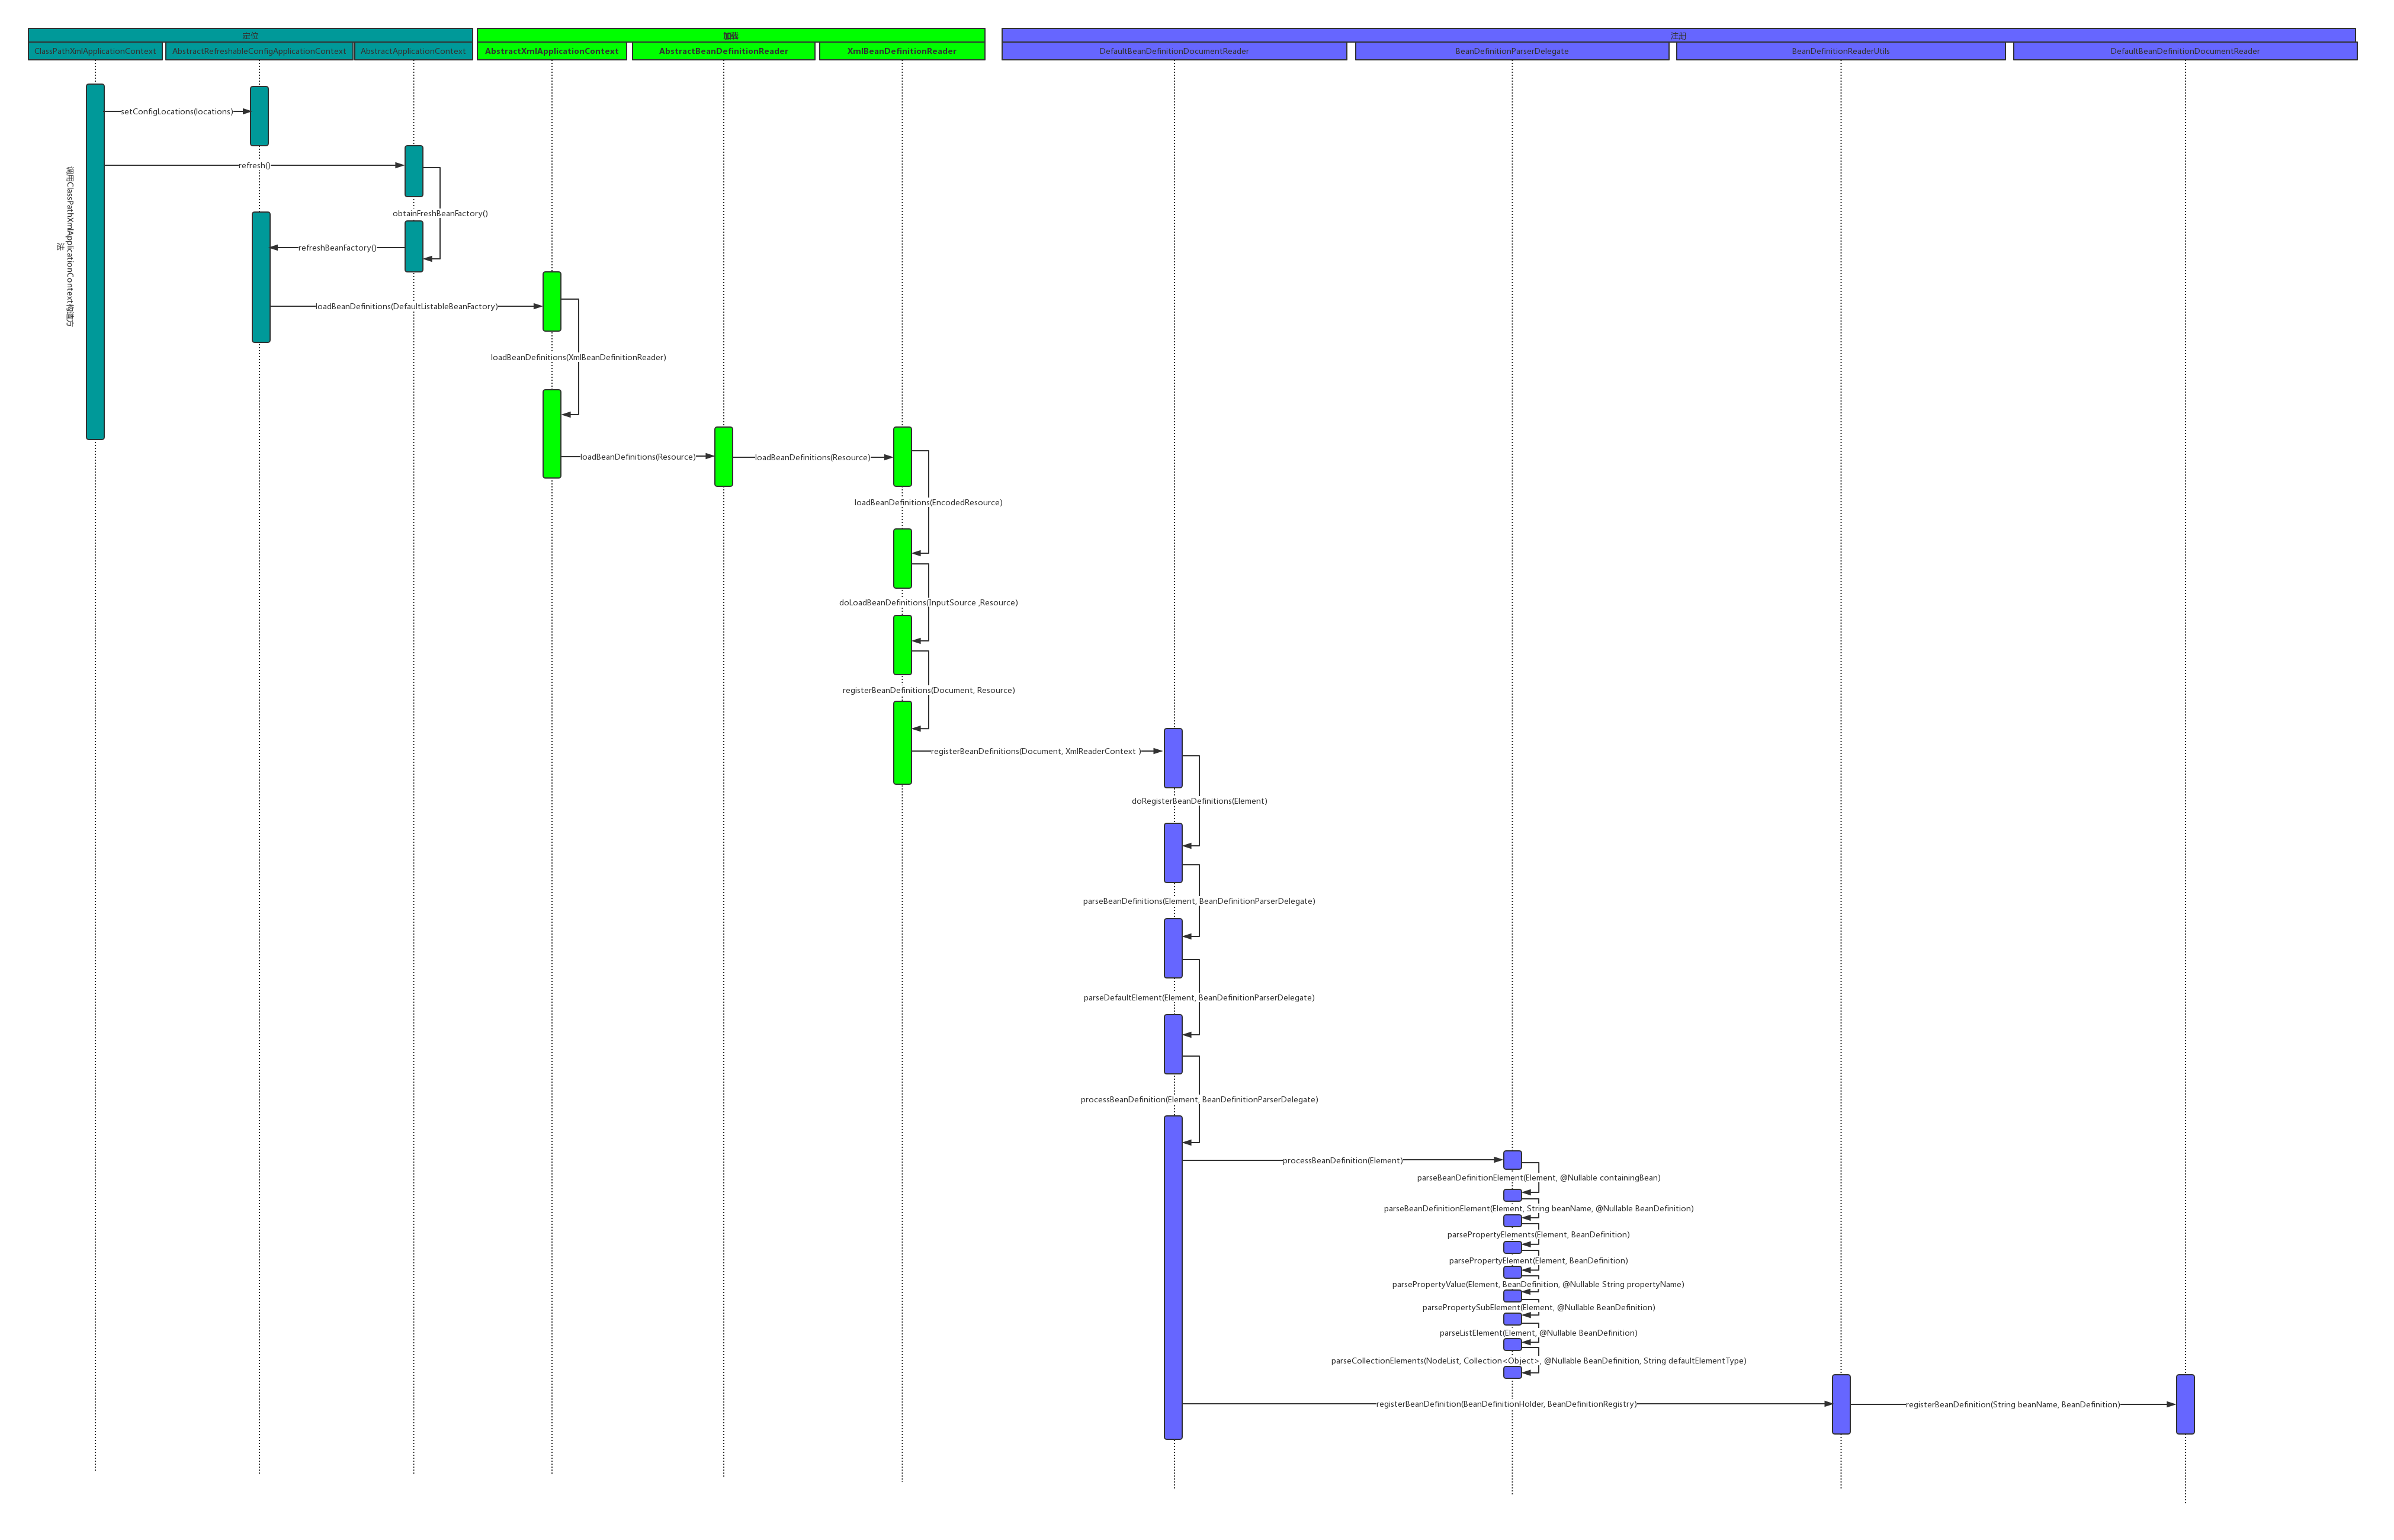 定位
加载
注册
ClassPathXmlApplicationContext
AbstractRefreshableConfigApplicationContext
AbstractApplicationContext
AbstractXmlApplicationContext
AbstractBeanDefinitionReader
XmlBeanDefinitionReader
DefaultBeanDefinitionDocumentReader
BeanDefinitionParserDelegate
BeanDefinitionReaderUtils
DefaultBeanDefinitionDocumentReader
setConfigLocations(locations)
refresh()
调用ClassPathXmlApplicationContext构造方
法
obtainFreshBeanFactory()
refreshBeanFactory()
loadBeanDefinitions(DefaultListableBeanFactory)
loadBeanDefinitions(XmlBeanDefinitionReader)
loadBeanDefinitions(Resource)
loadBeanDefinitions(Resource)
loadBeanDefinitions(EncodedResource)
doLoadBeanDefinitions(InputSource ,Resource)
registerBeanDefinitions(Document, Resource)
registerBeanDefinitions(Document, XmlReaderContext )
doRegisterBeanDefinitions(Element)
parseBeanDefinitions(Element, BeanDefinitionParserDelegate)
parseDefaultElement(Element, BeanDefinitionParserDelegate)
processBeanDefinition(Element, BeanDefinitionParserDelegate)
processBeanDefinition(Element)
parseBeanDefinitionElement(Element, @Nullable containingBean)
parseBeanDefinitionElement(Element, String beanName, @Nullable BeanDefinition)
parsePropertyElements(Element, BeanDefinition)
parsePropertyElement(Element, BeanDefinition)
parsePropertyValue(Element, BeanDefinition, @Nullable String propertyName)
parsePropertySubElement(Element, @Nullable BeanDefinition)
parseListElement(Element, @Nullable BeanDefinition)
parseCollectionElements(NodeList, Collection<Object>, @Nullable BeanDefinition, String defaultElementType)
registerBeanDefinition(BeanDefinitionHolder, BeanDefinitionRegistry)
registerBeanDefinition(String beanName, BeanDefinition)